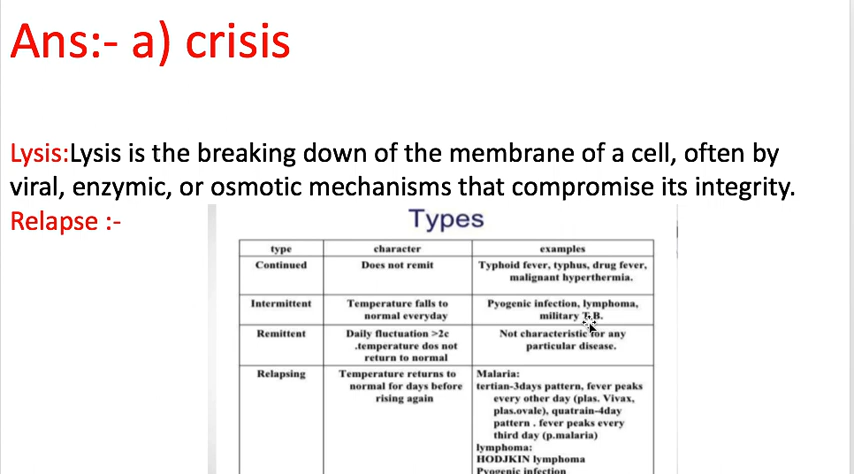 Ans:- a) crisis
Lysis:Lysis is the breaking down of the membrane of a cell, often by
viral, enzymic, or osmotic mechanisms that compromise its integrity.
Relapse :-
Types
type character examples
Continued Does not remit Typhoid fever, typhus, drug fever,
malignant hyperthermia.
Intermittent Temperature falls to Pyogenic infection, lymphoma,
normal everyday military T.B.
Remittent Daily fluctuation >2c Not characteristic for any
.temperature dos not particular disease.
return to normal
Relapsing Temperature returns to Malaria:
normal for days before tertian-3days pattern, fever peaks
rising again every other day (plas. Vivax,
plas.ovale), quatrain-4day
pattern . fever peaks every
third day (p.malaria)
lymphoma:
HODJKIN lymphoma
Pyogenic infection